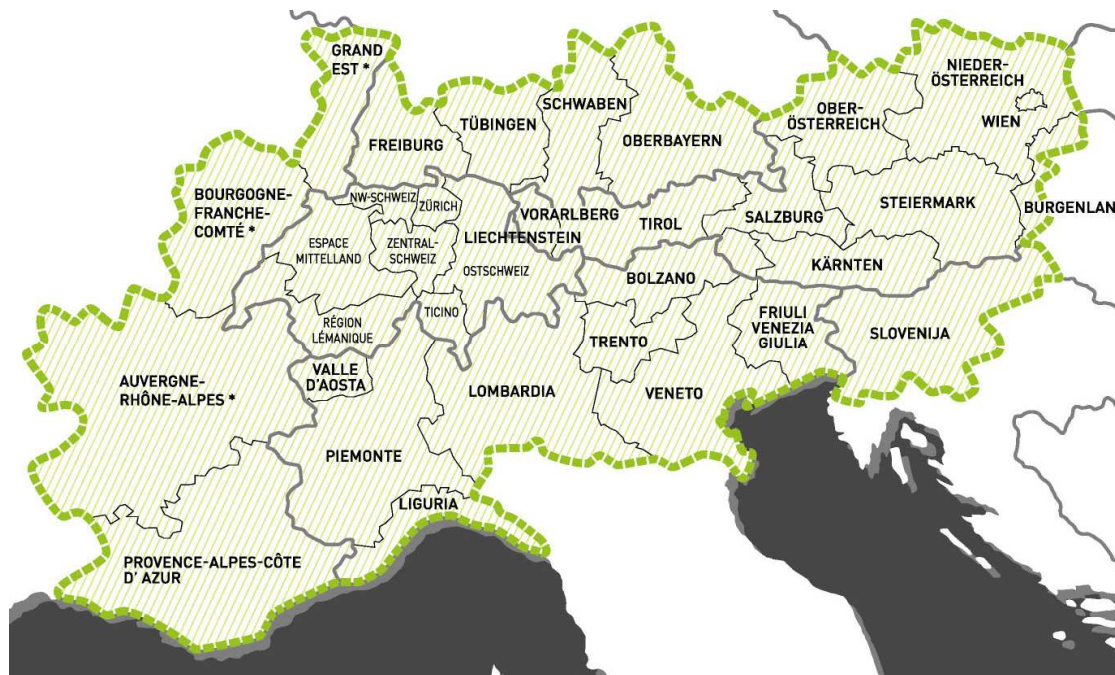 GRAND
EST *
NIEDER-
ÖSTERREICH
SCHWABEN
OBER-
ÖSTERREICH
TÜBINGEN
WIEN
FREIBURG
OBERBAYERN
BOURGOGNE-
FRANCHE-
COMTÉ *
NW-SCHWEIZ
ZÜRICH
VORARLBERG
TIROL
SALZBURG
STEIERMARK
BURGENLAN
LIECHTENSTEIN
ESPACE
MITTELLAND
ZENTRAL-
SCHWEIZ
OSTSCHWEIZ
BOLZANO
KÄRNTEN
TICINO
RÉGION
LÉMANIQUE
TRENTO
FRIULI
VENEZIA
GIULIA
SLOVENIJA
VALLE
D'AOSTA
AUVERGNE-
RHÔNE-ALPES *
LOMBARDIA
VENETO
PIEMONTE
LIGURIA
PROVENCE-ALPES-CÔTE
D' AZUR